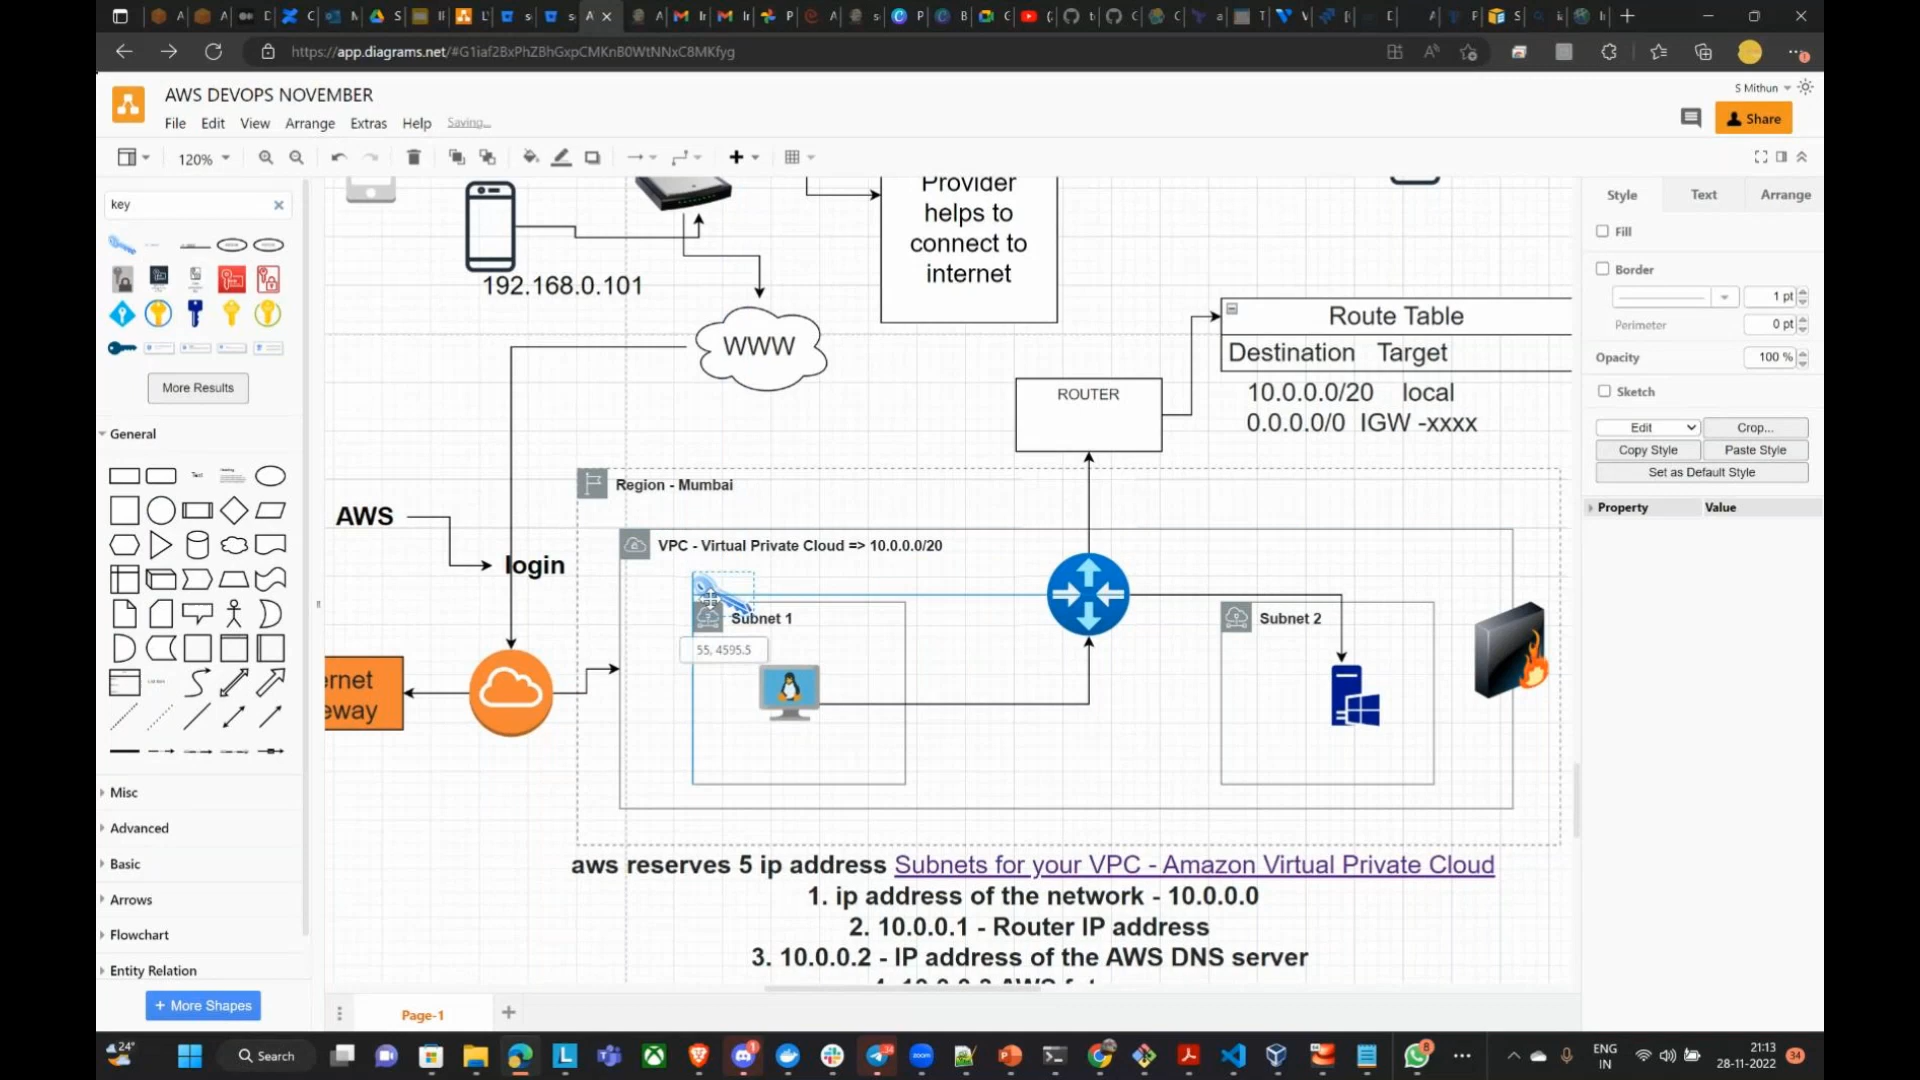 https://app.diagrams.net/#G1iaf2BxPhZBhGxpCMKnB0WtNNxC8MKfyg
AWS DEVOPS NOVEMBER
S Mithun
File Edit View Arrange Extras Help Saving...
Share
120%
key
More Results
General
Misc
Advanced
Basic
Arrows
Flowchart
Entity Relation
+ More Shapes
Provider
helps to
connect to
internet
192.168.0.101
WWW
Route Table
Destination Target
10.0.0.0/20 local
0.0.0.0/0 IGW -xxxx
ROUTER
Region - Mumbai
AWS
login
VPC - Virtual Private Cloud => 10.0.0.0/20
Subnet 1
Subnet 2
55, 4595.5
ernet
eway
aws reserves 5 ip address Subnets for your VPC - Amazon Virtual Private Cloud
1. ip address of the network - 10.0.0.0
2. 10.0.0.1 - Router IP address
3. 10.0.0.2 - IP address of the AWS DNS server
Page-1
Style Text Arrange
Fill
Border
1 pt
Perimeter 0 pt
Opacity 100 %
Sketch
Edit Crop...
Copy Style Paste Style
Set as Default Style
Property Value
24°
Search
ENG
IN
21:13
28-11-2022
34